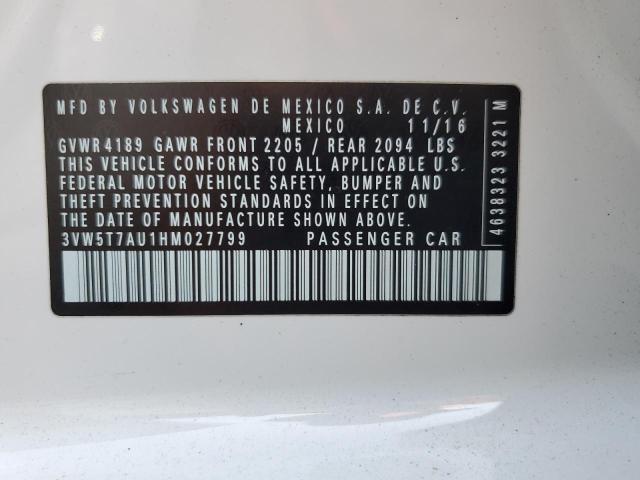 MFD BY VOLKSWAGEN DE MEXICO S.A. DE C.V.
MEXICO 11/16
GVWR 4189 GAWR FRONT 2205 / REAR 2094 LBS
THIS VEHICLE CONFORMS TO ALL APPLICABLE U.S.
FEDERAL MOTOR VEHICLE SAFETY, BUMPER AND
THEFT PREVENTION STANDARDS IN EFFECT ON
THE DATE OF MANUFACTURE SHOWN ABOVE.
3VW5T7AU1HM027799 PASSENGER CAR
4638323 3221 M